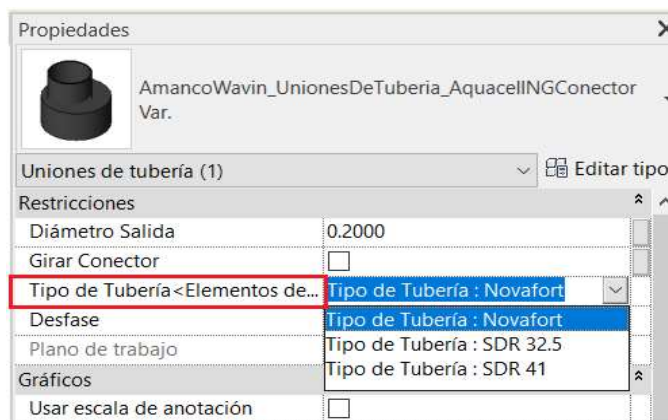 Propiedades
AmancoWavin_UnionesDeTuberia_AquacellNGConector
Var.
Uniones de tubería (1)
Editar tipo
Restricciones
Diámetro Salida 0.2000
Girar Conector
Tipo de Tubería<Elementos de... Tipo de Tubería : Novafort
Desfase Tipo de Tubería : Novafort
Plano de trabajo Tipo de Tubería : SDR 32.5
Tipo de Tubería : SDR 41
Gráficos
Usar escala de anotación